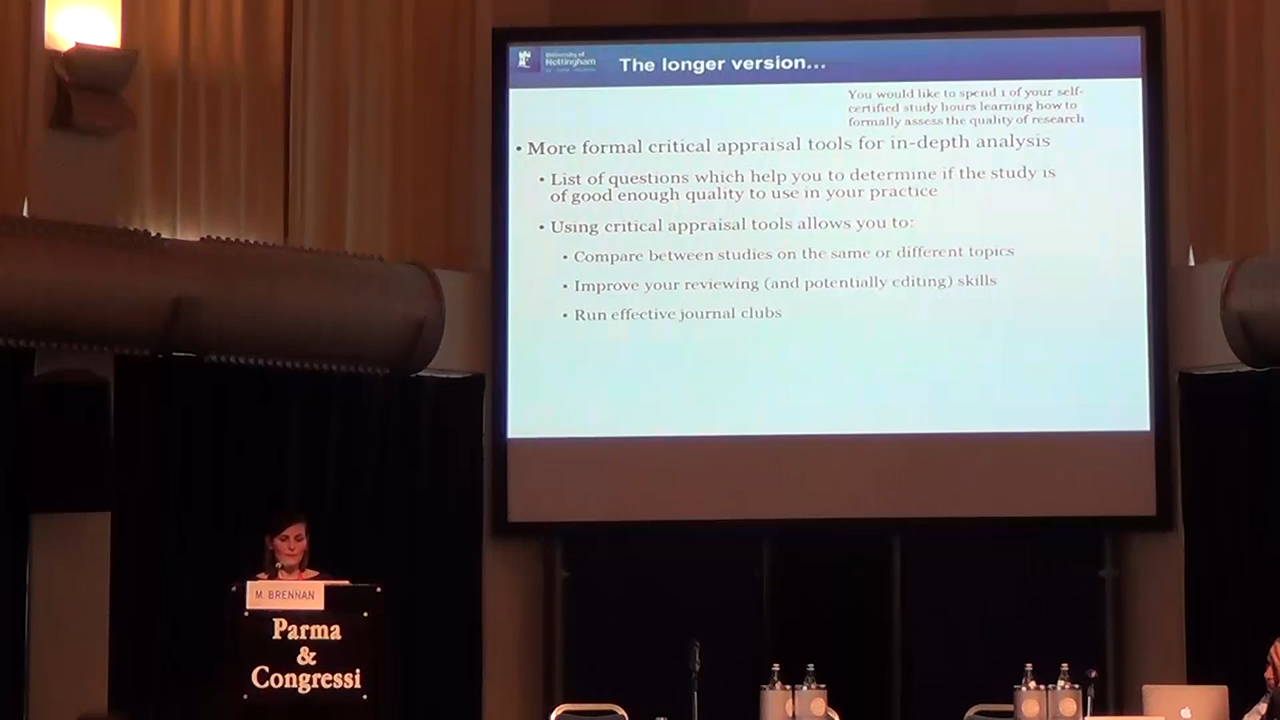 University of
Nottingham
The longer version...
You would like to spend 1 of your self-
certified study hours learning how to
formally assess the quality of research
• More formal critical appraisal tools for in-depth analysis
• List of questions which help you to determine if the study is
of good enough quality to use in your practice
• Using critical appraisal tools allows you to:
• Compare between studies on the same or different topics
• Improve your reviewing (and potentially editing) skills
• Run effective journal clubs
M. BRENNAN
Parma
&
Congressi